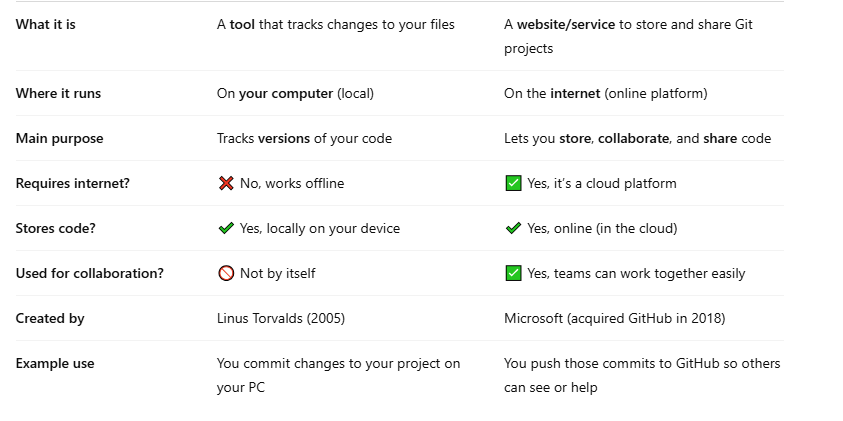 What it is
A tool that tracks changes to your files
A website/service to store and share Git
projects
Where it runs
On your computer (local)
On the internet (online platform)
Main purpose
Tracks versions of your code
Lets you store, collaborate, and share code
Requires internet?
❌ No, works offline
✅ Yes, it’s a cloud platform
Stores code?
✔ Yes, locally on your device
✔ Yes, online (in the cloud)
Used for collaboration?
🚫 Not by itself
✅ Yes, teams can work together easily
Created by
Linus Torvalds (2005)
Microsoft (acquired GitHub in 2018)
Example use
You commit changes to your project on
your PC
You push those commits to GitHub so others
can see or help